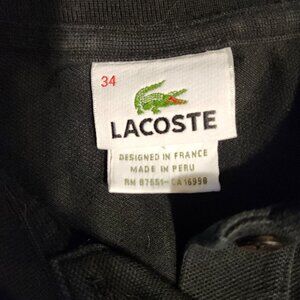 34
LACOSTE
DESIGNED IN FRANCE
MADE IN PERU
RN 87651-CA 16998